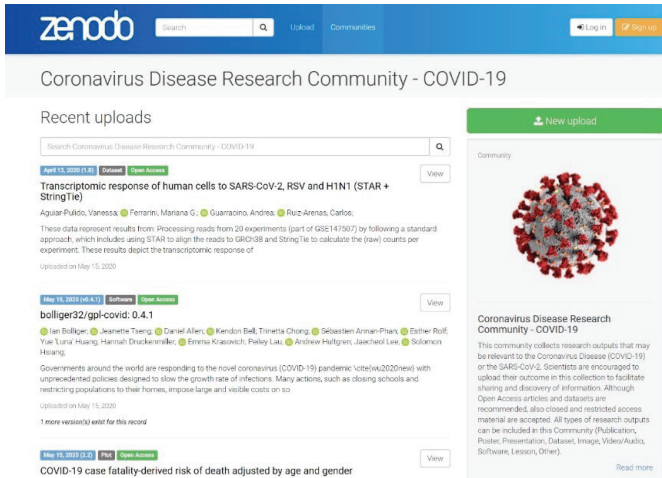 zenodo
Search
Upload
Communities
Log in
Sign up
Coronavirus Disease Research Community - COVID-19
Recent uploads
Search Coronavirus Disease Research Community - COVID-19
New upload
April 13, 2020 (1.0) Dataset Open Access
View
Transcriptomic response of human cells to SARS-CoV-2, RSV and H1N1 (STAR +
StringTie)
Aguiar-Pulido, Vanessa; Ferrarini, Mariana G.; Guarracino, Andrea; Ruiz-Arenas, Carlos;
These data represent results from: Processing reads from 20 experiments (part of GSE147507) by following a standard
approach, which includes using STAR to align the reads to GRCh38 and StringTie to calculate the (raw) counts per
experiment. These results depict the transcriptomic response of
Uploaded on May 15, 2020
May 15, 2020 (v0.4.1) Software Open Access
View
bolliger32/gpl-covid: 0.4.1
Ian Bolliger; Jeanette Tseng; Daniel Allen; Kendon Bell; Trinetta Chong; Sébastien Annan-Phan; Esther Rolf;
Yue 'Luna' Huang; Hannah Druckenmiller; Emma Krasovich; Peiley Lau; Andrew Hultgren; Jaecheol Lee; Solomon
Hsiang;
Governments around the world are responding to the novel coronavirus (COVID-19) pandemic \cite{wu2020new} with
unprecedented policies designed to slow the growth rate of infections. Many actions, such as closing schools and
restricting populations to their homes, impose large and visible costs on so
Uploaded on May 15, 2020
1 more version(s) exist for this record
May 15, 2020 (2.2) Plot Open Access
View
COVID-19 case fatality-derived risk of death adjusted by age and gender
Community
Coronavirus Disease Research
Community - COVID-19
This community collects research outputs that may
be relevant to the Coronavirus Disease (COVID-19)
or the SARS-CoV-2. Scientists are encouraged to
upload their outcome in this collection to facilitate
sharing and discovery of information. Although
Open Access articles and datasets are
recommended, also closed and restricted access
material are accepted. All types of research outputs
can be included in this Community (Publication,
Poster, Presentation, Dataset, Image, Video/Audio,
Software, Lesson, Other).
Read more